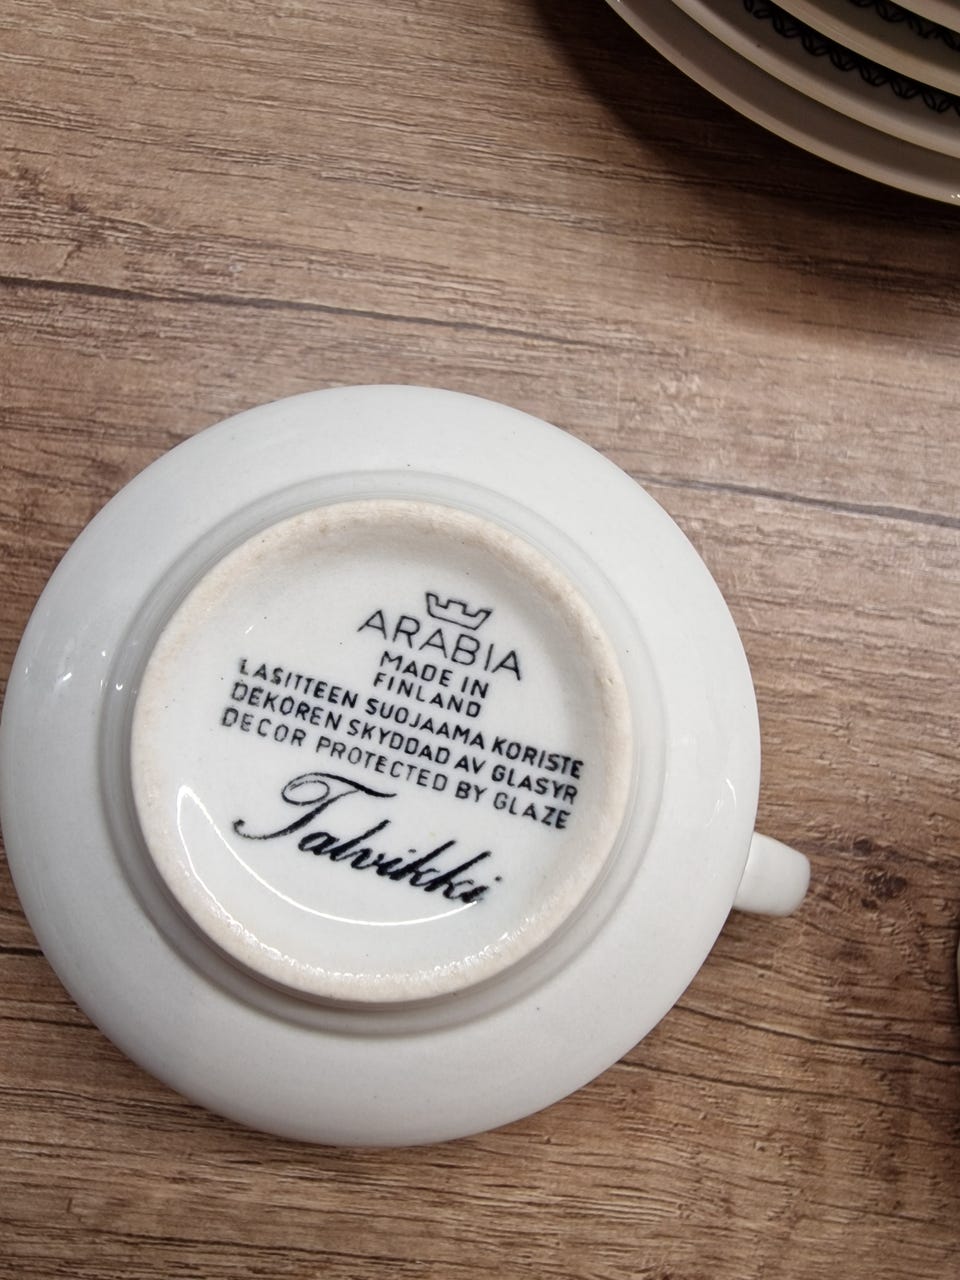 ARABIA
MADE IN
FINLAND
LASITTEEN SUOJAAMA KORISTE
DEKOREN SKYDDAD AV GLASYR
DECOR PROTECTED BY GLAZE
Talvikki